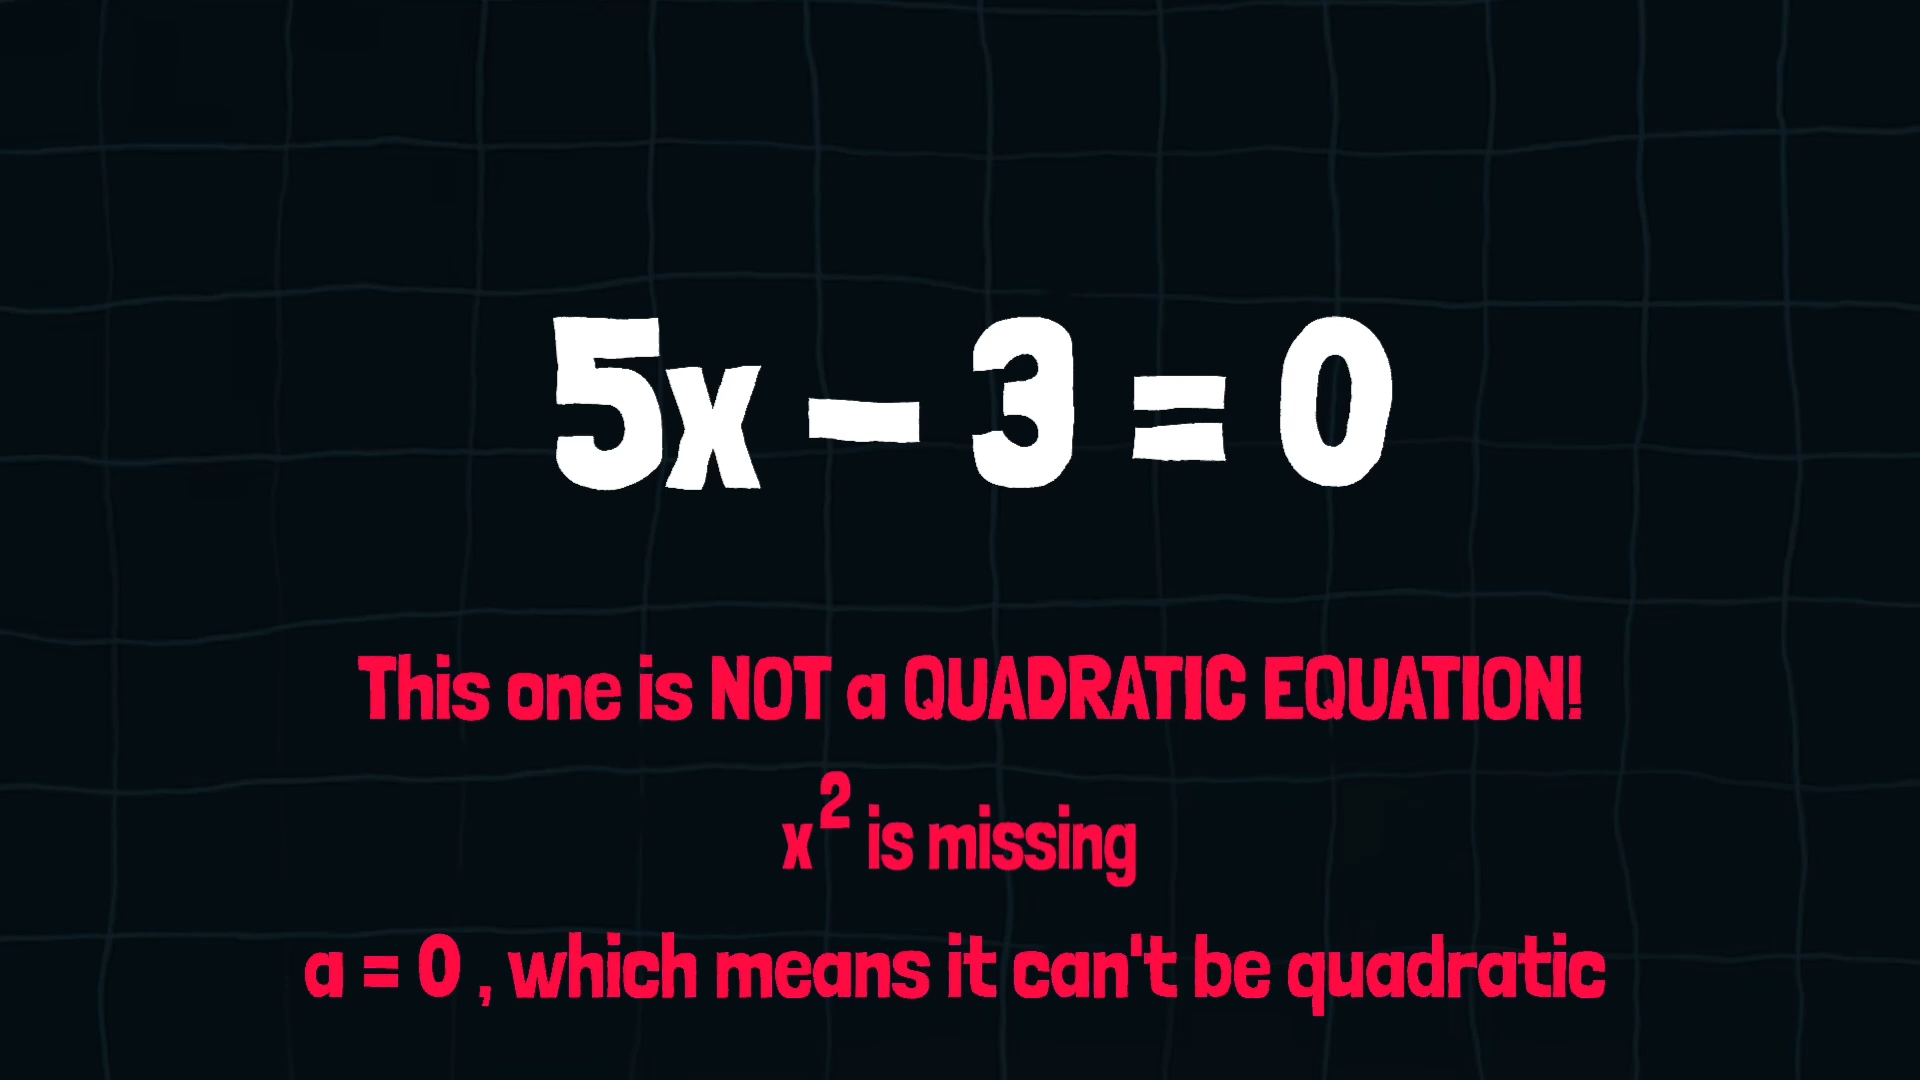 5x – 3 = 0
This one is NOT a QUADRATIC EQUATION!
x² is missing
a = 0 , which means it can't be quadratic